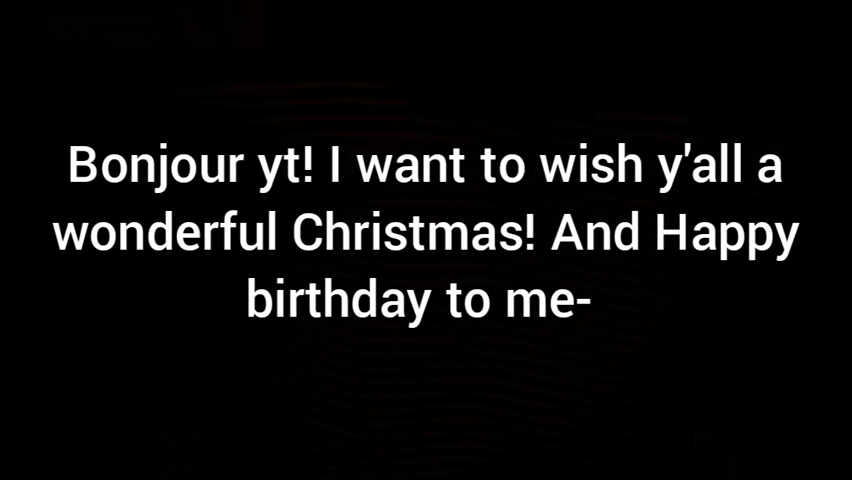 Bonjour yt! I want to wish y'all a
wonderful Christmas! And Happy
birthday to me-